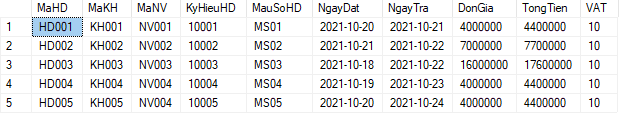 MaHD MaKH MaNV KyHieuHD MauSoHD NgayDat NgayTra DonGia TongTien VAT
1 HD001 KH001 NV001 10001 MS01 2021-10-20 2021-10-21 4000000 4400000 10
2 HD002 KH002 NV002 10002 MS02 2021-10-21 2021-10-22 7000000 7700000 10
3 HD003 KH003 NV003 10003 MS03 2021-10-18 2021-10-22 16000000 17600000 10
4 HD004 KH004 NV004 10004 MS04 2021-10-19 2021-10-23 4000000 4400000 10
5 HD005 KH005 NV004 10005 MS05 2021-10-20 2021-10-24 4000000 4400000 10